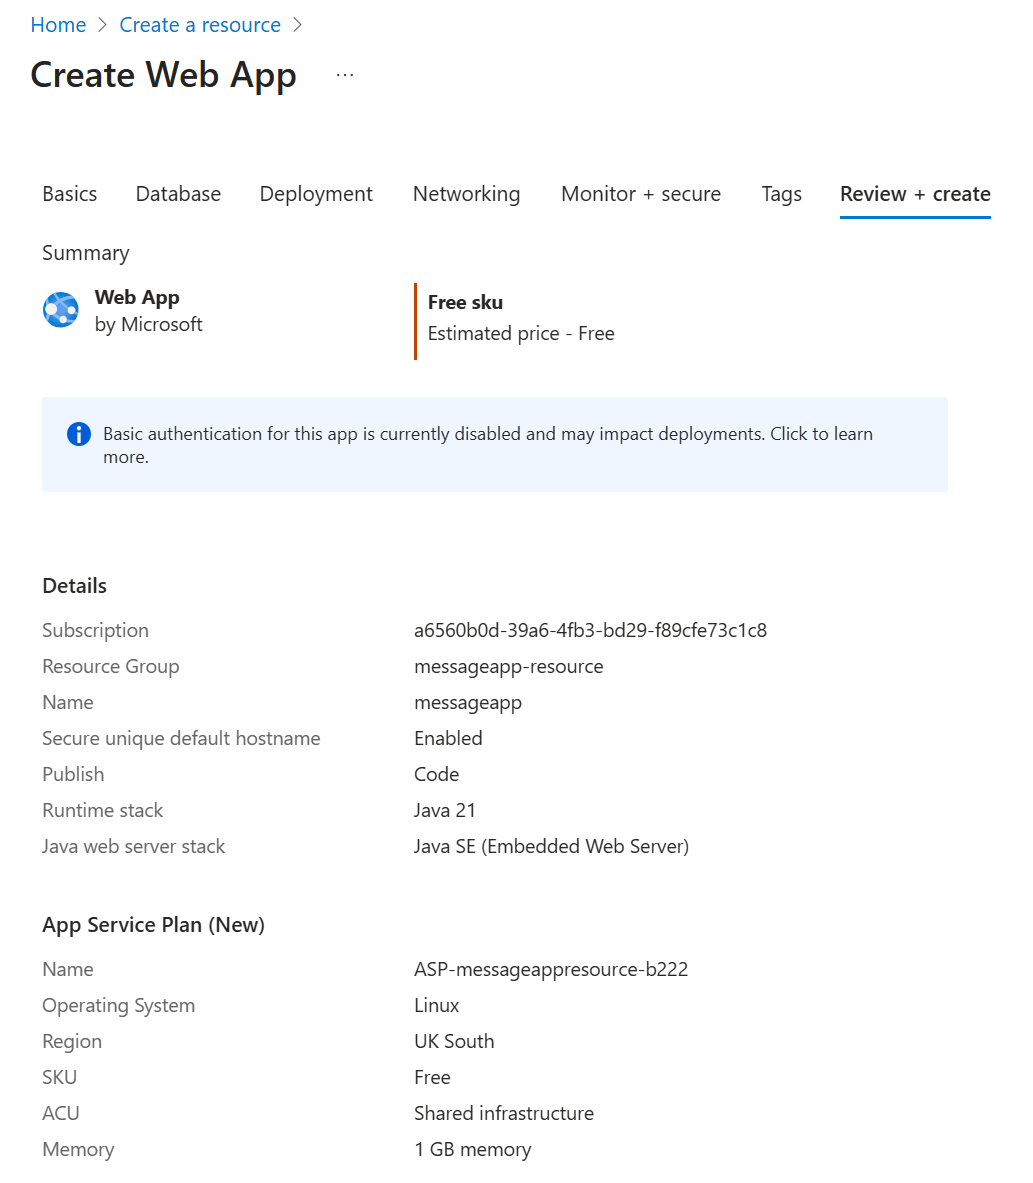 Home > Create a resource >
Create Web App ...
Basics Database Deployment Networking Monitor + secure Tags Review + create
Summary
Web App
by Microsoft
Free sku
Estimated price - Free
Basic authentication for this app is currently disabled and may impact deployments. Click to learn
more.
Details
Subscription a6560b0d-39a6-4fb3-bd29-f89cfe73c1c8
Resource Group messageapp-resource
Name messageapp
Secure unique default hostname Enabled
Publish Code
Runtime stack Java 21
Java web server stack Java SE (Embedded Web Server)
App Service Plan (New)
Name ASP-messageappresource-b222
Operating System Linux
Region UK South
SKU Free
ACU Shared infrastructure
Memory 1 GB memory